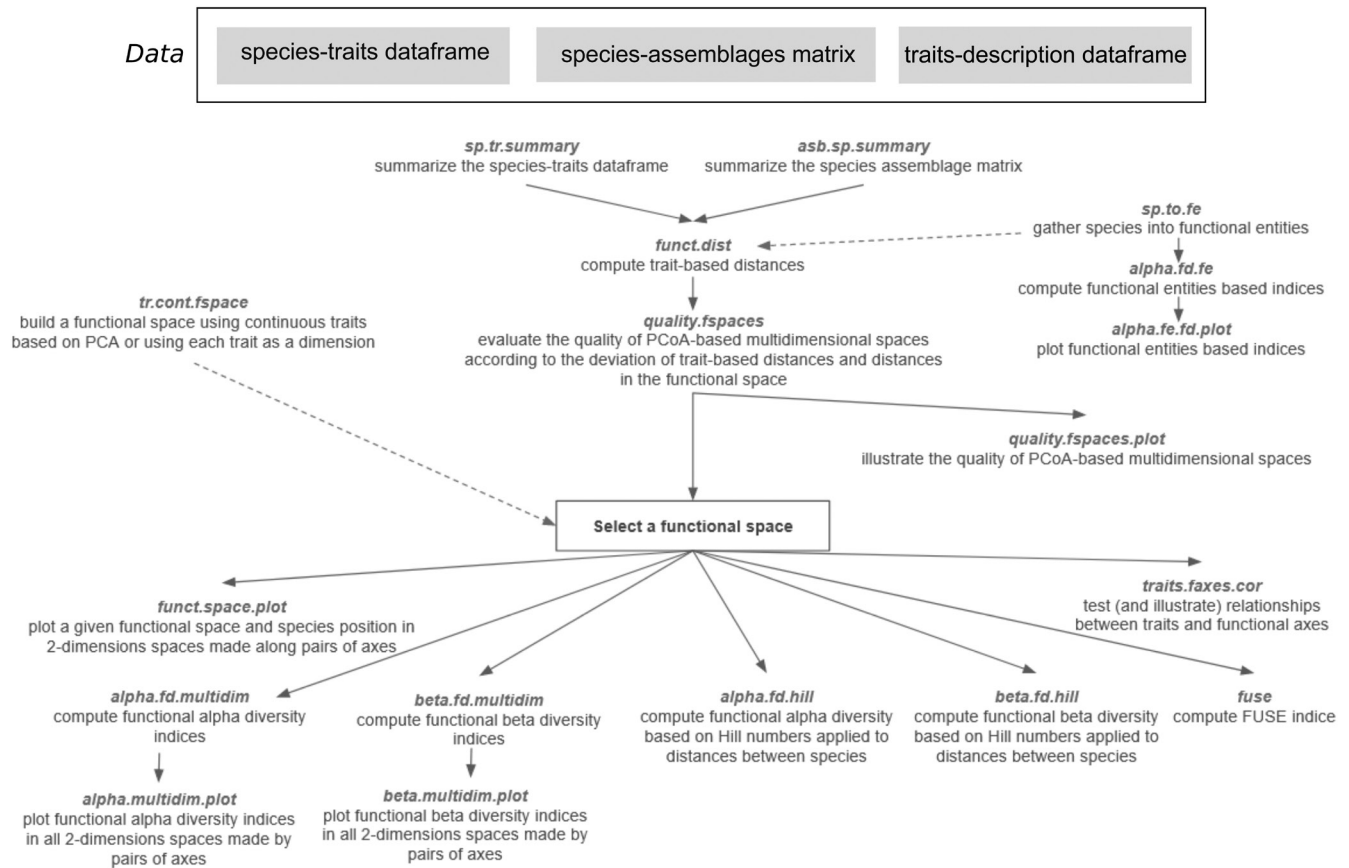 Data
species-traits dataframe
species-assemblages matrix
traits-description dataframe
sp.tr.summary
summarize the species-traits dataframe
asb.sp.summary
summarize the species assemblage matrix
sp.to.fe
gather species into functional entities
funct.dist
compute trait-based distances
alpha.fd.fe
compute functional entities based indices
tr.cont.fspace
build a functional space using continuous traits
based on PCA or using each trait as a dimension
quality.fspaces
evaluate the quality of PCoA-based multidimensional spaces
according to the deviation of trait-based distances and distances
in the functional space
alpha.fe.fd.plot
plot functional entities based indices
quality.fspaces.plot
illustrate the quality of PCoA-based multidimensional spaces
Select a functional space
funct.space.plot
plot a given functional space and species position in
2-dimensions spaces made along pairs of axes
traits.faxes.cor
test (and illustrate) relationships
between traits and functional axes
alpha.fd.multidim
compute functional alpha diversity
indices
beta.fd.multidim
compute functional beta diversity
indices
alpha.fd.hill
compute functional alpha diversity
based on Hill numbers applied to
distances between species
beta.fd.hill
compute functional beta diversity
based on Hill numbers applied to
distances between species
fuse
compute FUSE indice
alpha.multidim.plot
plot functional alpha diversity indices
in all 2-dimensions spaces made by
pairs of axes
beta.multidim.plot
plot functional beta diversity indices
in all 2-dimensions spaces made by
pairs of axes